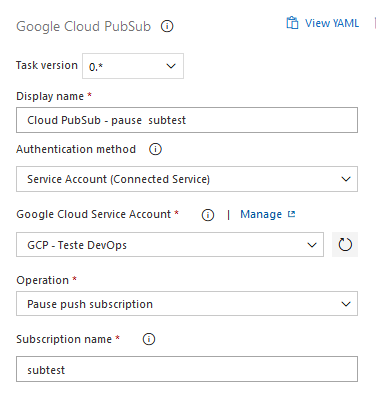 Google Cloud PubSub
View YAML
Task version 0.*
Display name *
Cloud PubSub - pause  subtest
Authentication method
Service Account (Connected Service)
Google Cloud Service Account * | Manage
GCP - Teste DevOps
Operation *
Pause push subscription
Subscription name *
subtest